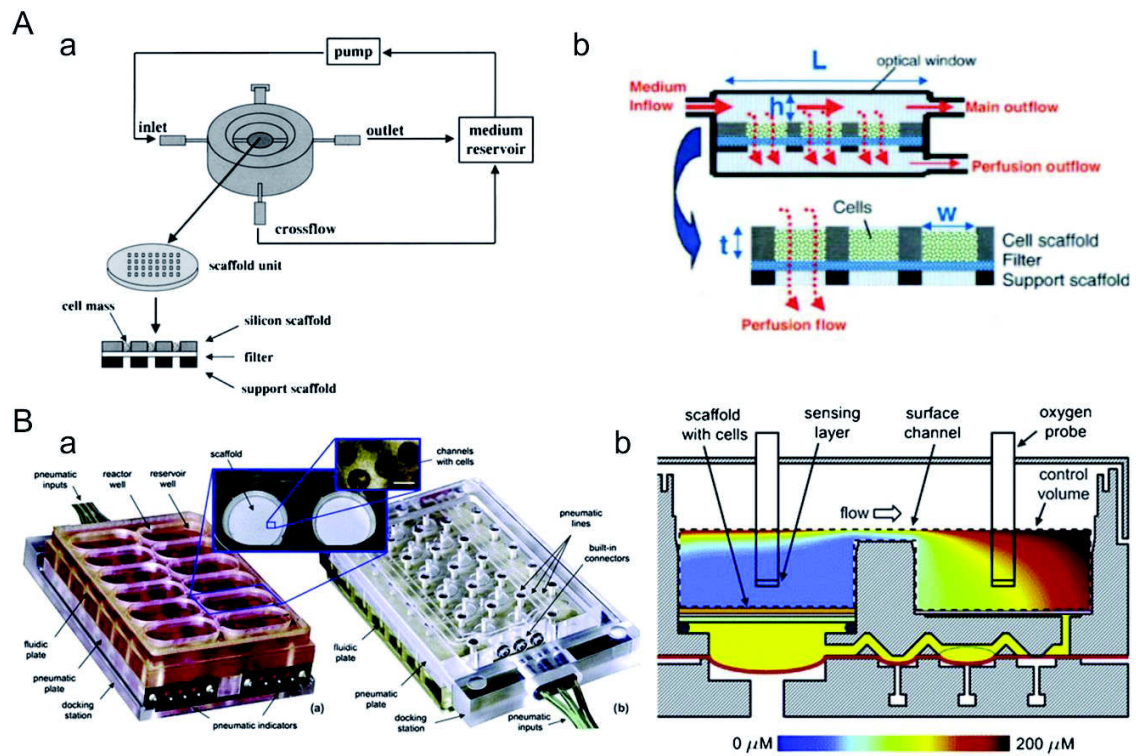 A
a
pump
inlet
outlet
medium
reservoir
crossflow
scaffold unit
cell mass
silicon scaffold
filter
support scaffold
b
L
optical window
Medium
Inflow
h
Main outflow
Perfusion outflow
Cells
W
t
Cell scaffold
Filter
Support scaffold
Perfusion flow
B
a
pneumatic
inputs
reactor
well
reservoir
well
scaffold
channels
with cells
pneumatic
lines
built-in
connectors
fluidic
plate
pneumatic
plate
docking
station
pneumatic indicators
(a)
fluidic
plate
pneumatic
plate
docking
station
pneumatic
inputs
(b)
b
scaffold
with cells
sensing
layer
surface
channel
oxygen
probe
control
volume
flow
0 µM
200 µM